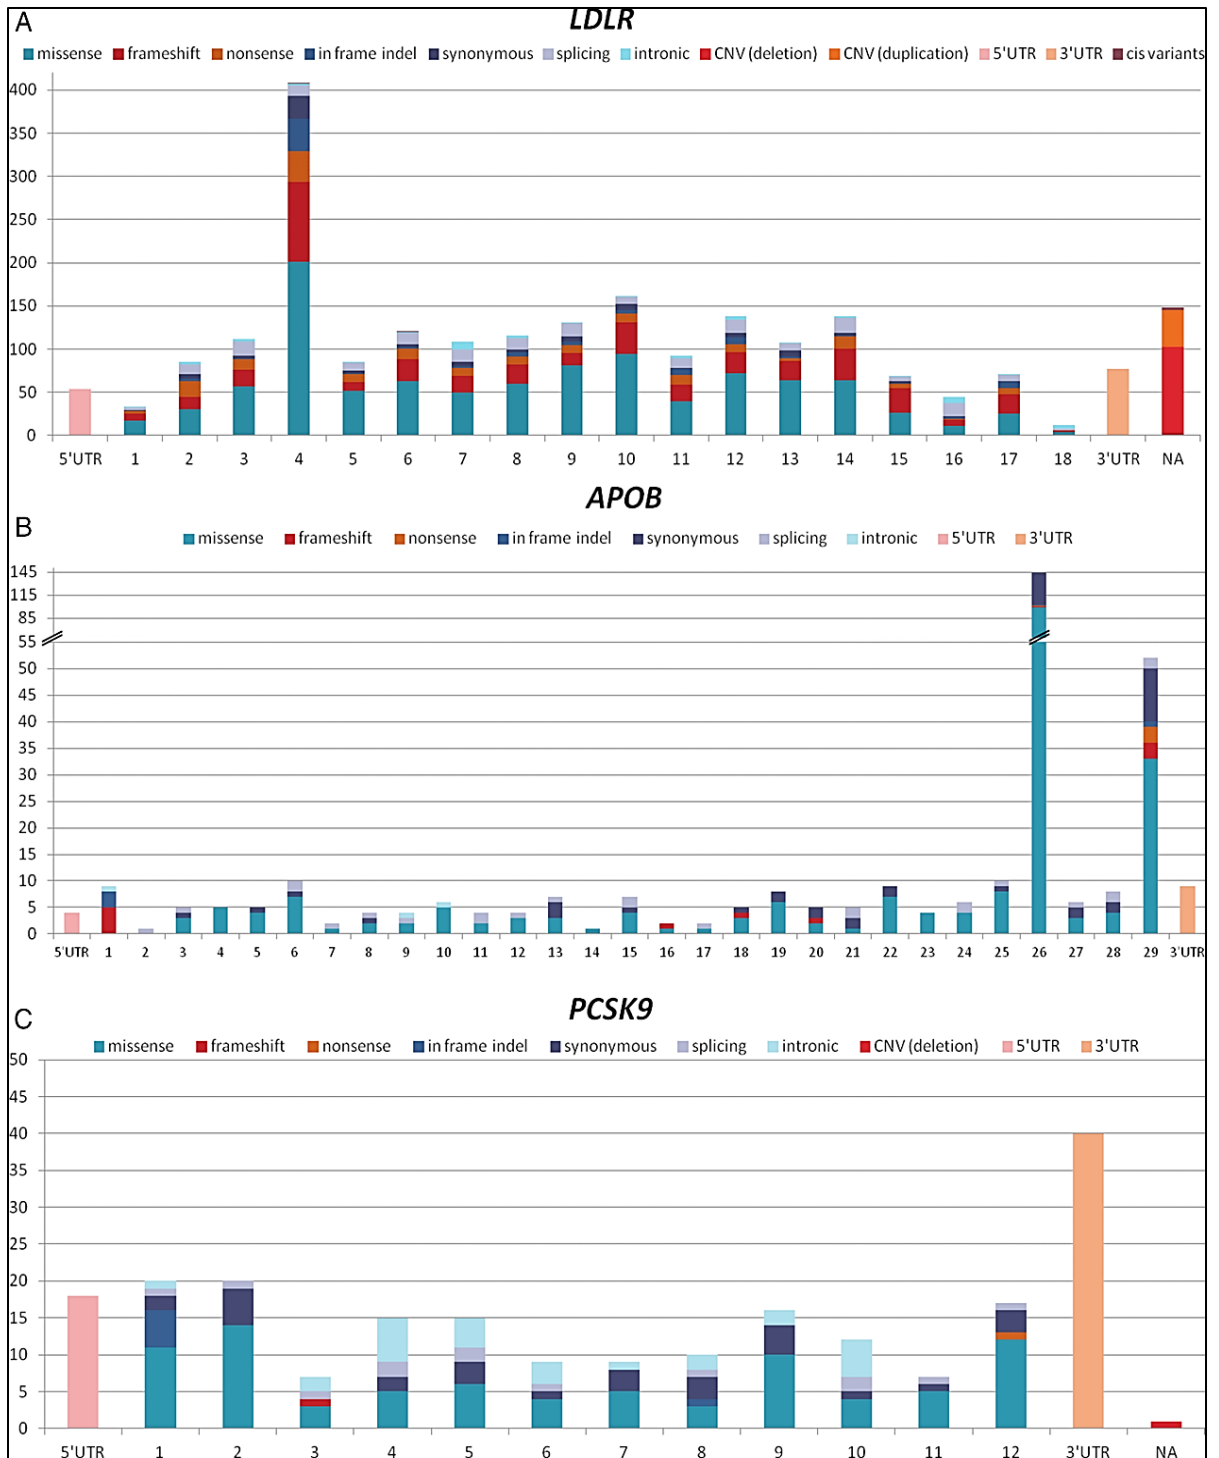 A
LDLR
missense frameshift nonsense in frame indel synonymous splicing intronic CNV (deletion) CNV (duplication) 5'UTR 3'UTR cis variants
400
350
300
250
200
150
100
50
0
5'UTR 1 2 3 4 5 6 7 8 9 10 11 12 13 14 15 16 17 18 3'UTR NA
APOB
B
missense frameshift nonsense in frame indel synonymous splicing intronic 5'UTR 3'UTR
145
115
85
55
50
45
40
35
30
25
20
15
10
5
0
5'UTR 1 2 3 4 5 6 7 8 9 10 11 12 13 14 15 16 17 18 19 20 21 22 23 24 25 26 27 28 29 3'UTR
PCSK9
C
missense frameshift nonsense in frame indel synonymous splicing intronic CNV (deletion) 5'UTR 3'UTR
50
45
40
35
30
25
20
15
10
5
0
5'UTR 1 2 3 4 5 6 7 8 9 10 11 12 3'UTR NA